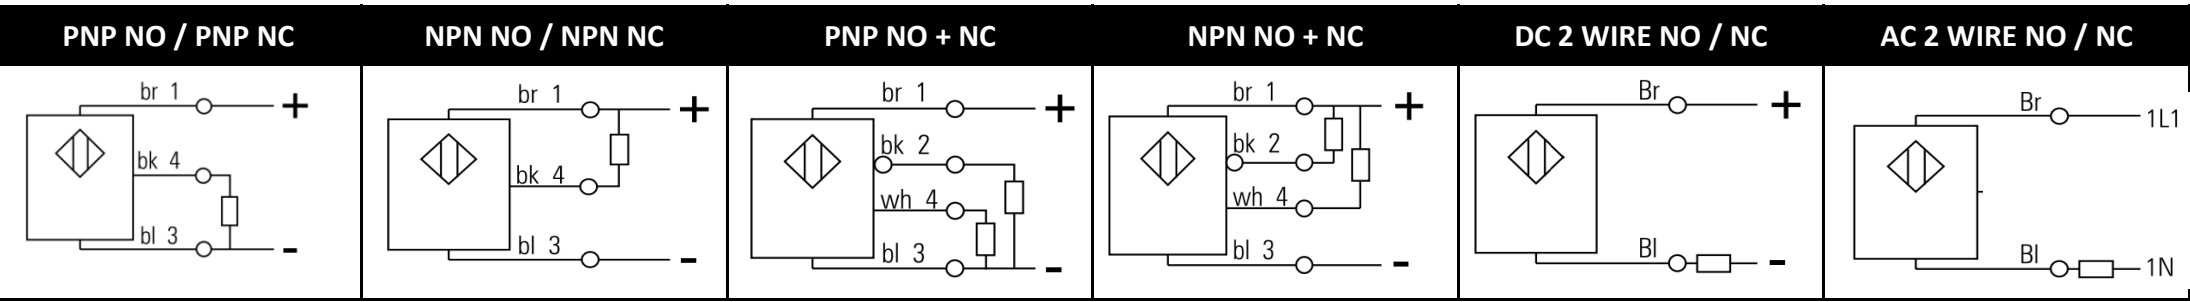 PNP NO / PNP NC
NPN NO / NPN NC
PNP NO + NC
NPN NO + NC
DC 2 WIRE NO / NC
AC 2 WIRE NO / NC
br 1
+
bk 4
bl 3
-
br 1
+
bk 4
bl 3
-
br 1
+
bk 2
wh 4
bl 3
-
br 1
+
bk 2
wh 4
bl 3
-
Br
+
Bl
-
Br
1L1
Bl
1N